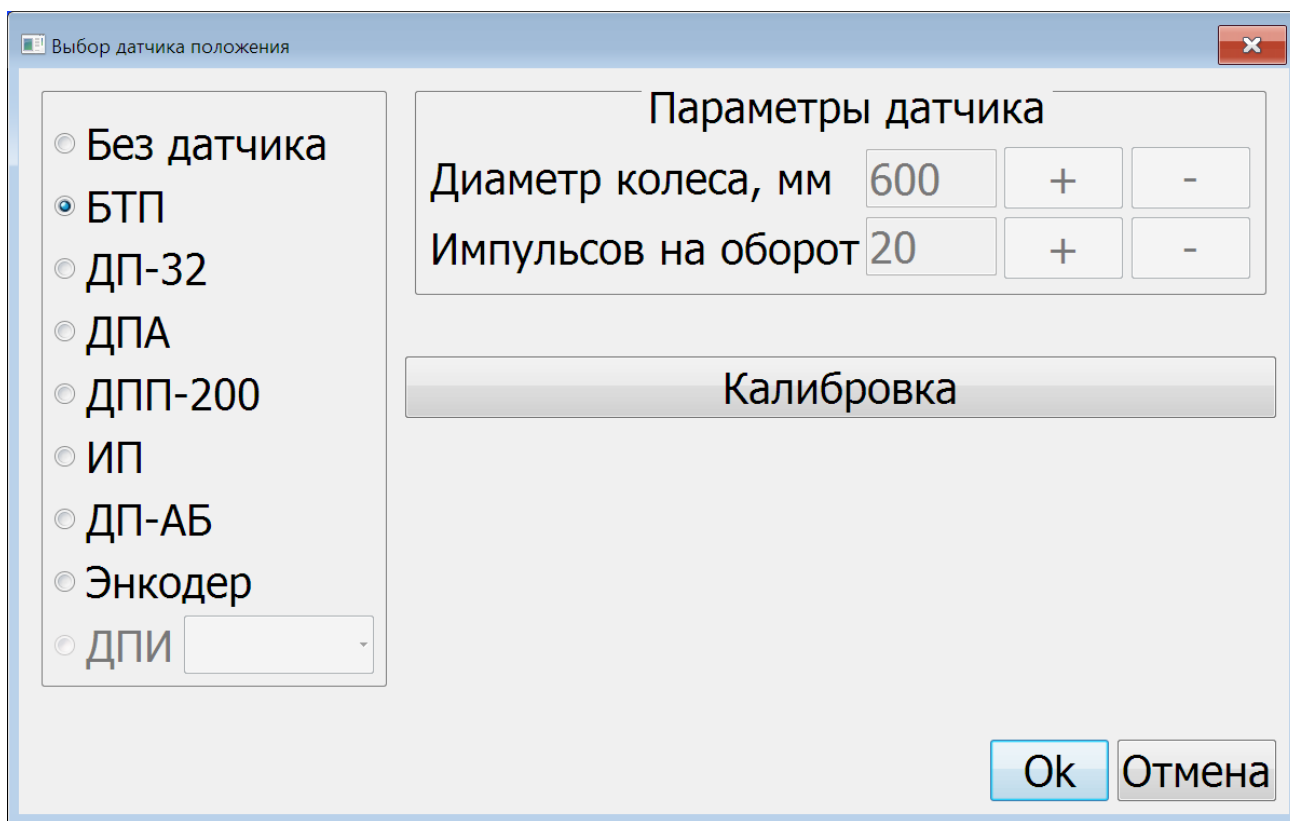 Выбор датчика положения
Без датчика
БТП
ДП-32
ДПА
ДПП-200
ИП
ДП-АБ
Энкодер
ДПИ
Параметры датчика
Диаметр колеса, мм 600 + -
Импульсов на оборот 20 + -
Калибровка
Ok Отмена